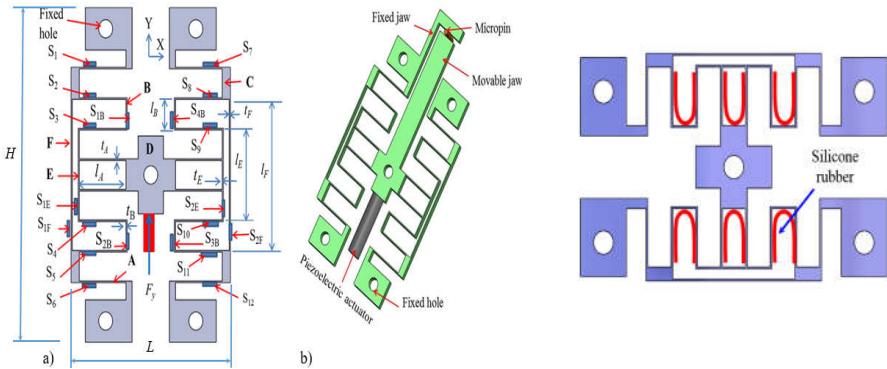 Fixed
hole
Y
X
S1
S7
S2
S8
B
C
S3
S1B
lB
S4B
tF
S9
H
F
tA
D
lE
lF
E
lA
tE
S1E
S2E
tB
S1F
S10
S2F
S4
S2B
S3B
S5
S11
A
S6
Fy
S12
a)
L
b)
Fixed jaw
Micropin
Movable jaw
Piezoelectric actuator
Fixed hole
Silicone
rubber